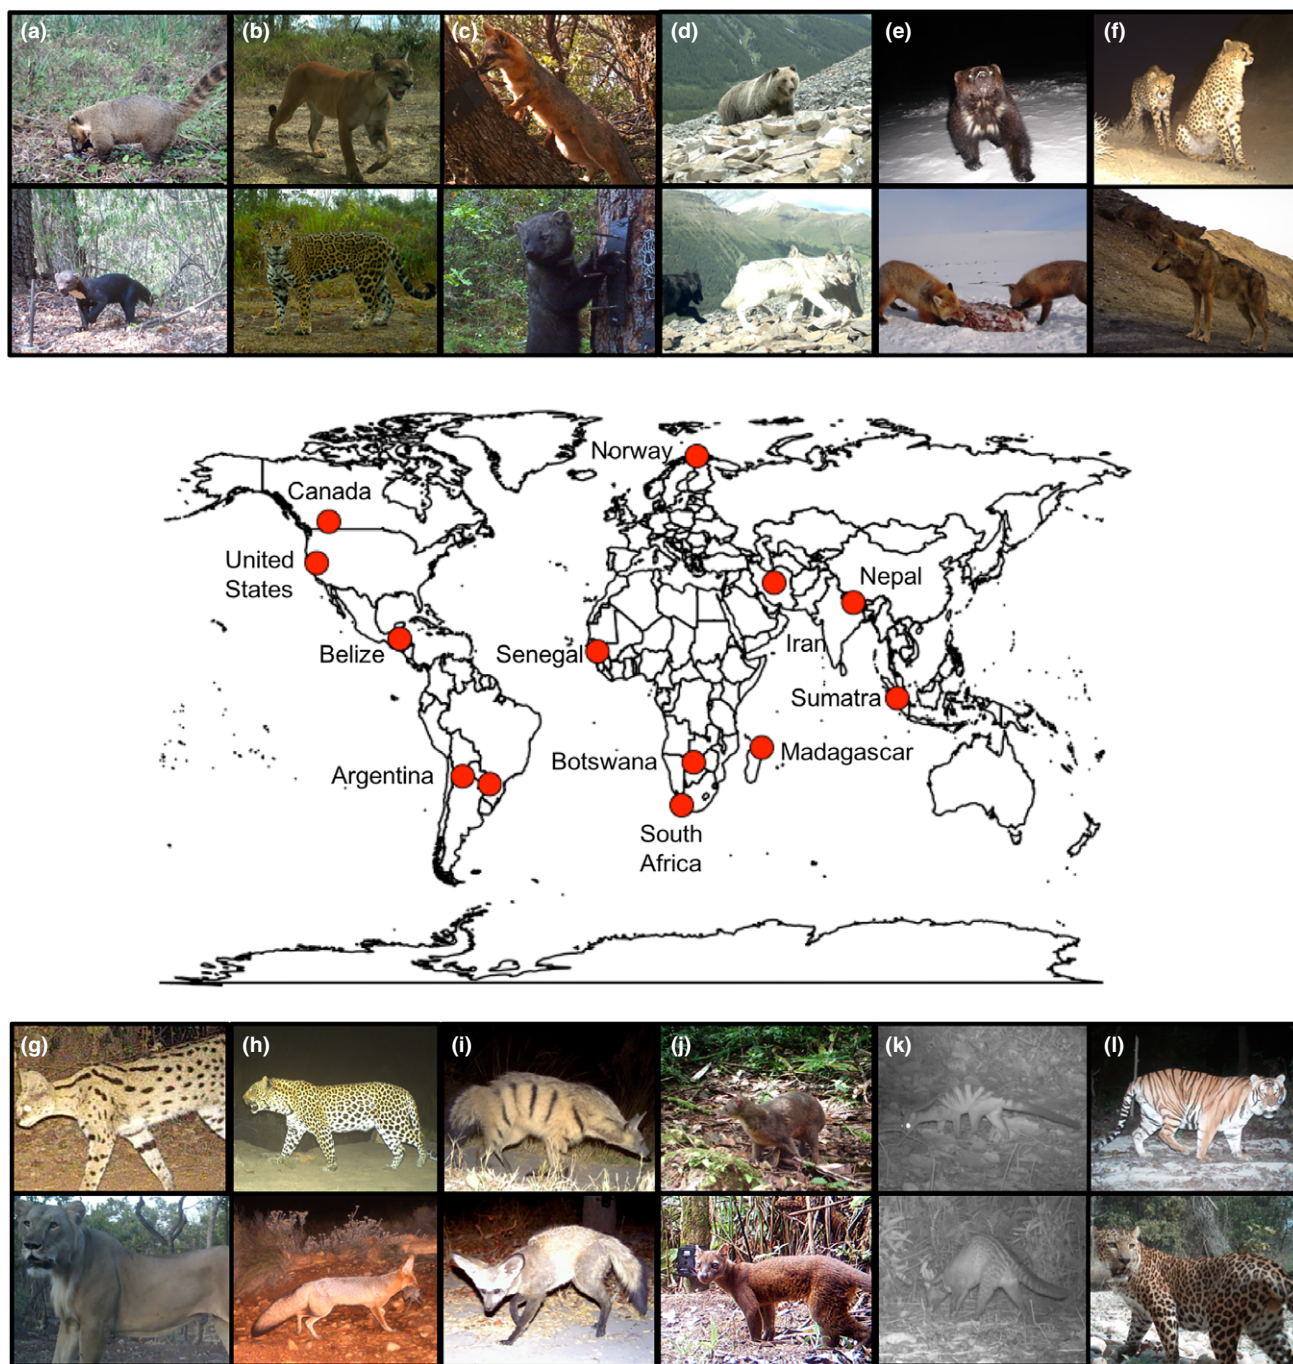 (a) (b) (c) (d) (e) (f)
Norway
Canada
United
States
Nepal
Belize
Senegal
Iran
Sumatra
Argentina
Botswana
Madagascar
South
Africa
(g) (h) (i) (j) (k) (l)